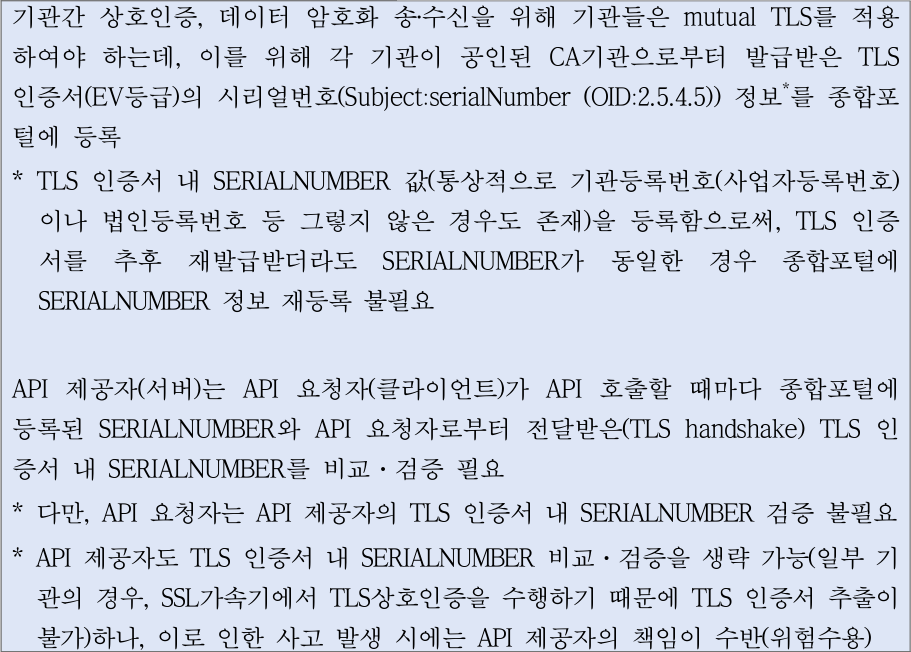 기관간 상호인증, 데이터 암호화 송·수신을 위해 기관들은 mutual TLS를 적용
하여야 하는데, 이를 위해 각 기관이 공인된 CA기관으로부터 발급받은 TLS
인증서(EV등급)의 시리얼번호(Subject:serialNumber (OID:2.5.4.5)) 정보*를 종합포
털에 등록
* TLS 인증서 내 SERIALNUMBER 값(통상적으로 기관등록번호(사업자등록번호)
이나 법인등록번호 등 그렇지 않은 경우도 존재)을 등록함으로써, TLS 인증
서를 추후 재발급받더라도 SERIALNUMBER가 동일한 경우 종합포털에
SERIALNUMBER 정보 재등록 불필요
API 제공자(서버)는 API 요청자(클라이언트)가 API 호출할 때마다 종합포털에
등록된 SERIALNUMBER와 API 요청자로부터 전달받은(TLS handshake) TLS 인
증서 내 SERIALNUMBER를 비교·검증 필요
* 다만, API 요청자는 API 제공자의 TLS 인증서 내 SERIALNUMBER 검증 불필요
* API 제공자도 TLS 인증서 내 SERIALNUMBER 비교·검증을 생략 가능(일부 기
관의 경우, SSL가속기에서 TLS상호인증을 수행하기 때문에 TLS 인증서 추출이
불가)하나, 이로 인한 사고 발생 시에는 API 제공자의 책임이 수반(위험수용)